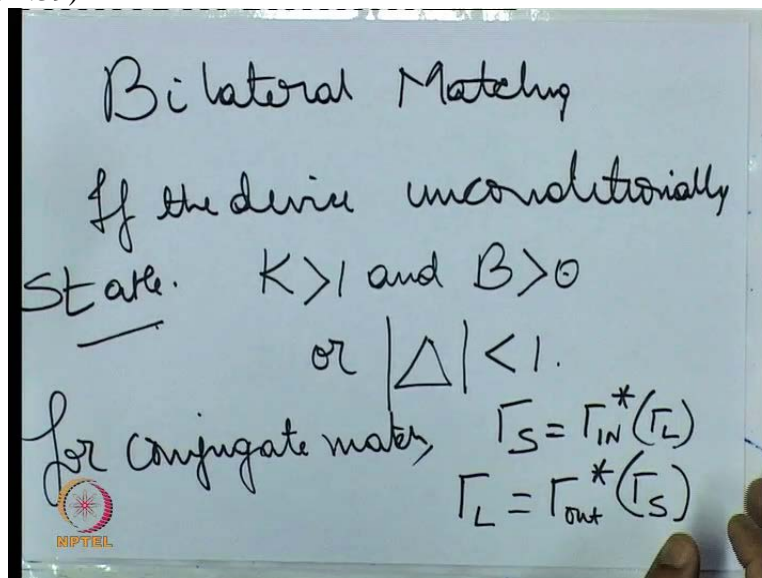 Bilateral Matching
If the device unconditionally
Stable. K>1 and B>0
or |Δ| < 1.
for conjugate match, Γ_S = Γ_IN^*(Γ_L)
Γ_L = Γ_out^*(Γ_S)
NPTEL